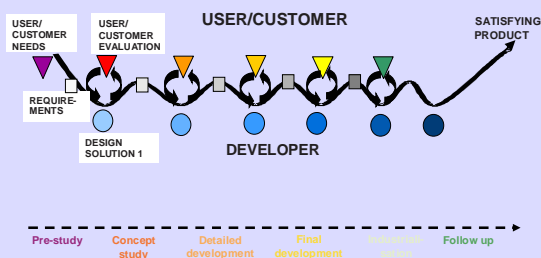 USER/CUSTOMER
USER/
CUSTOMER
NEEDS
USER/
CUSTOMER
EVALUATION
SATISFYING
PRODUCT
REQUIRE-
MENTS
DESIGN
SOLUTION 1
DEVELOPER
Pre-study
Concept
study
Detailed
development
Final
development
Follow up